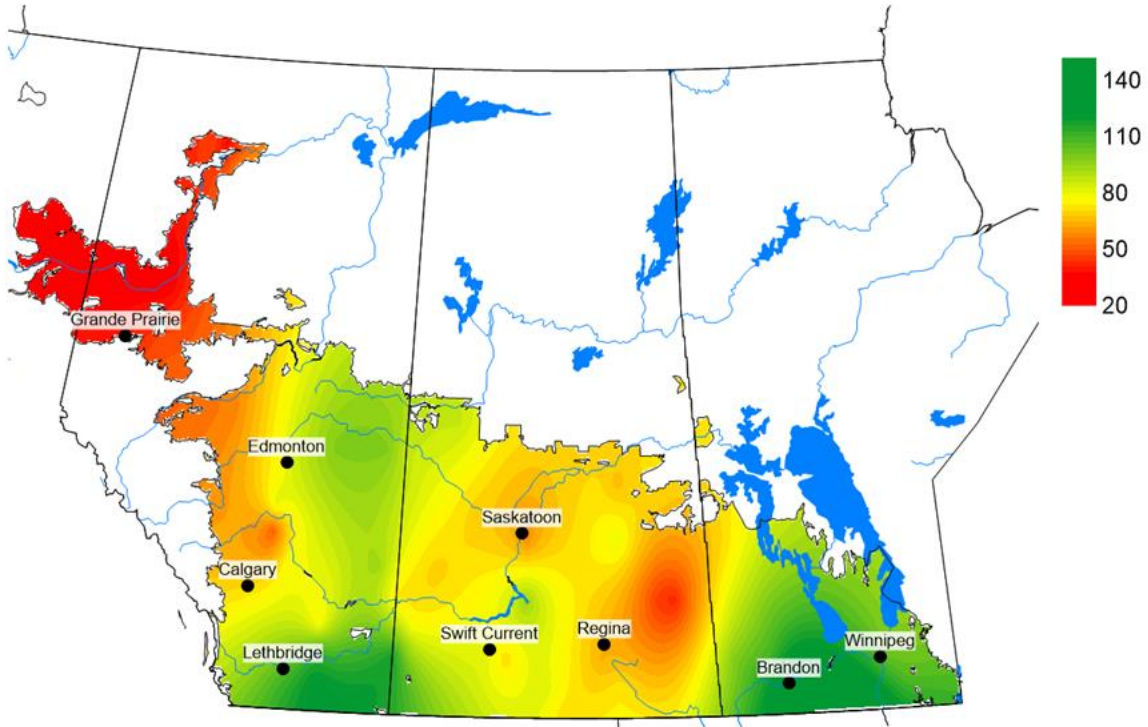 140
110
80
50
20
Grande Prairie
Edmonton
Saskatoon
Calgary
Swift Current
Regina
Lethbridge
Winnipeg
Brandon